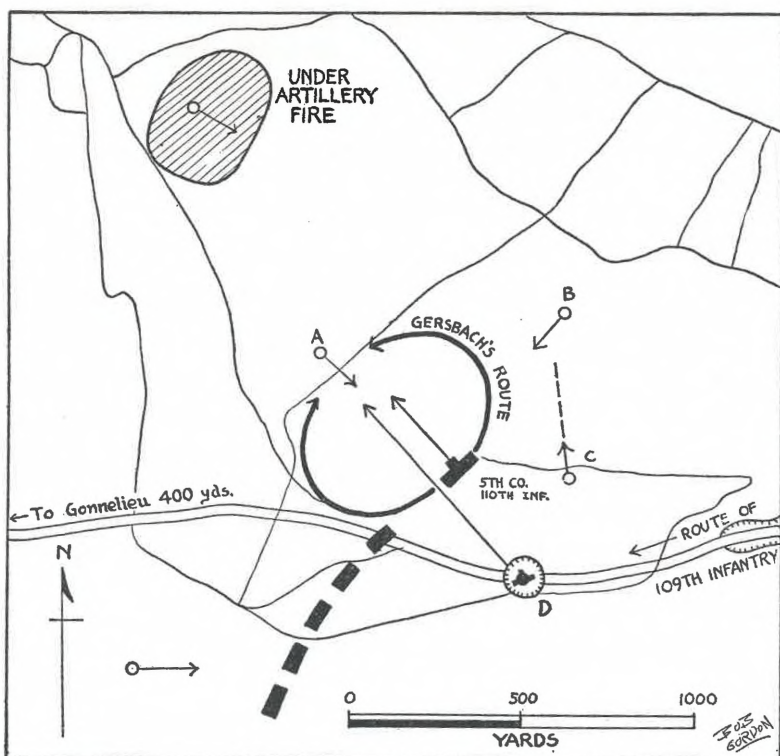 UNDER
ARTILLERY
FIRE
B
A
GERSBACH'S ROUTE
C
5TH CO.
110TH INF.
To Gonnelieu 400 yds.
ROUTE OF
109TH INFANTRY
N
D
0 500 1000
YARDS
BOB
GORDON